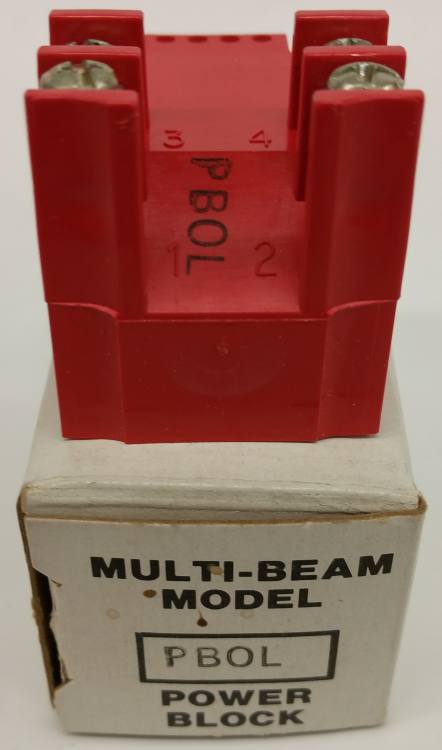 3 4
PBOL
1 2
MULTI-BEAM
MODEL
PBOL
POWER
BLOCK